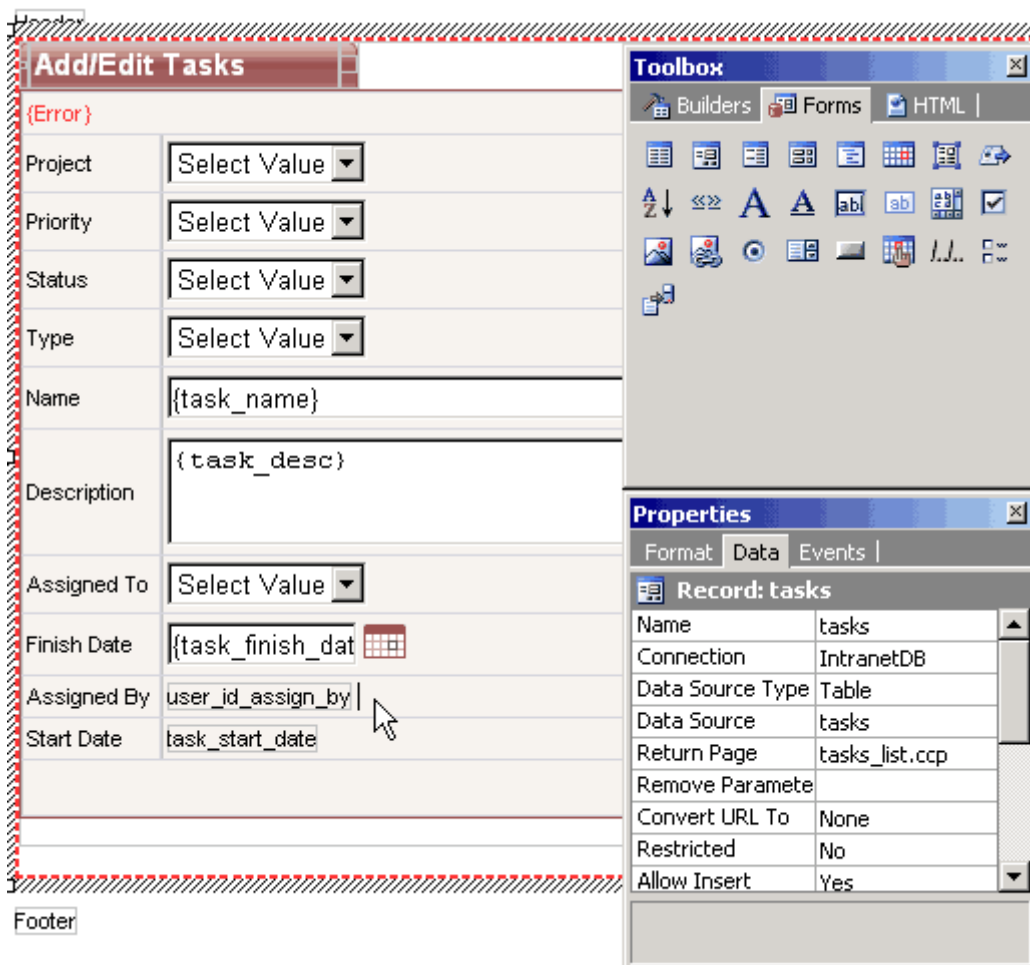 Header
Add/Edit Tasks
{Error}
Project Select Value
Priority Select Value
Status Select Value
Type Select Value
Name {task_name}
Description {task_desc}
Assigned To Select Value
Finish Date {task_finish_dat
Assigned By user_id_assign_by
Start Date task_start_date
Footer
Toolbox
Builders Forms HTML
Properties
Format Data Events
Record: tasks
Name tasks
Connection IntranetDB
Data Source Type Table
Data Source tasks
Return Page tasks_list.ccp
Remove Paramete
Convert URL To None
Restricted No
Allow Insert Yes